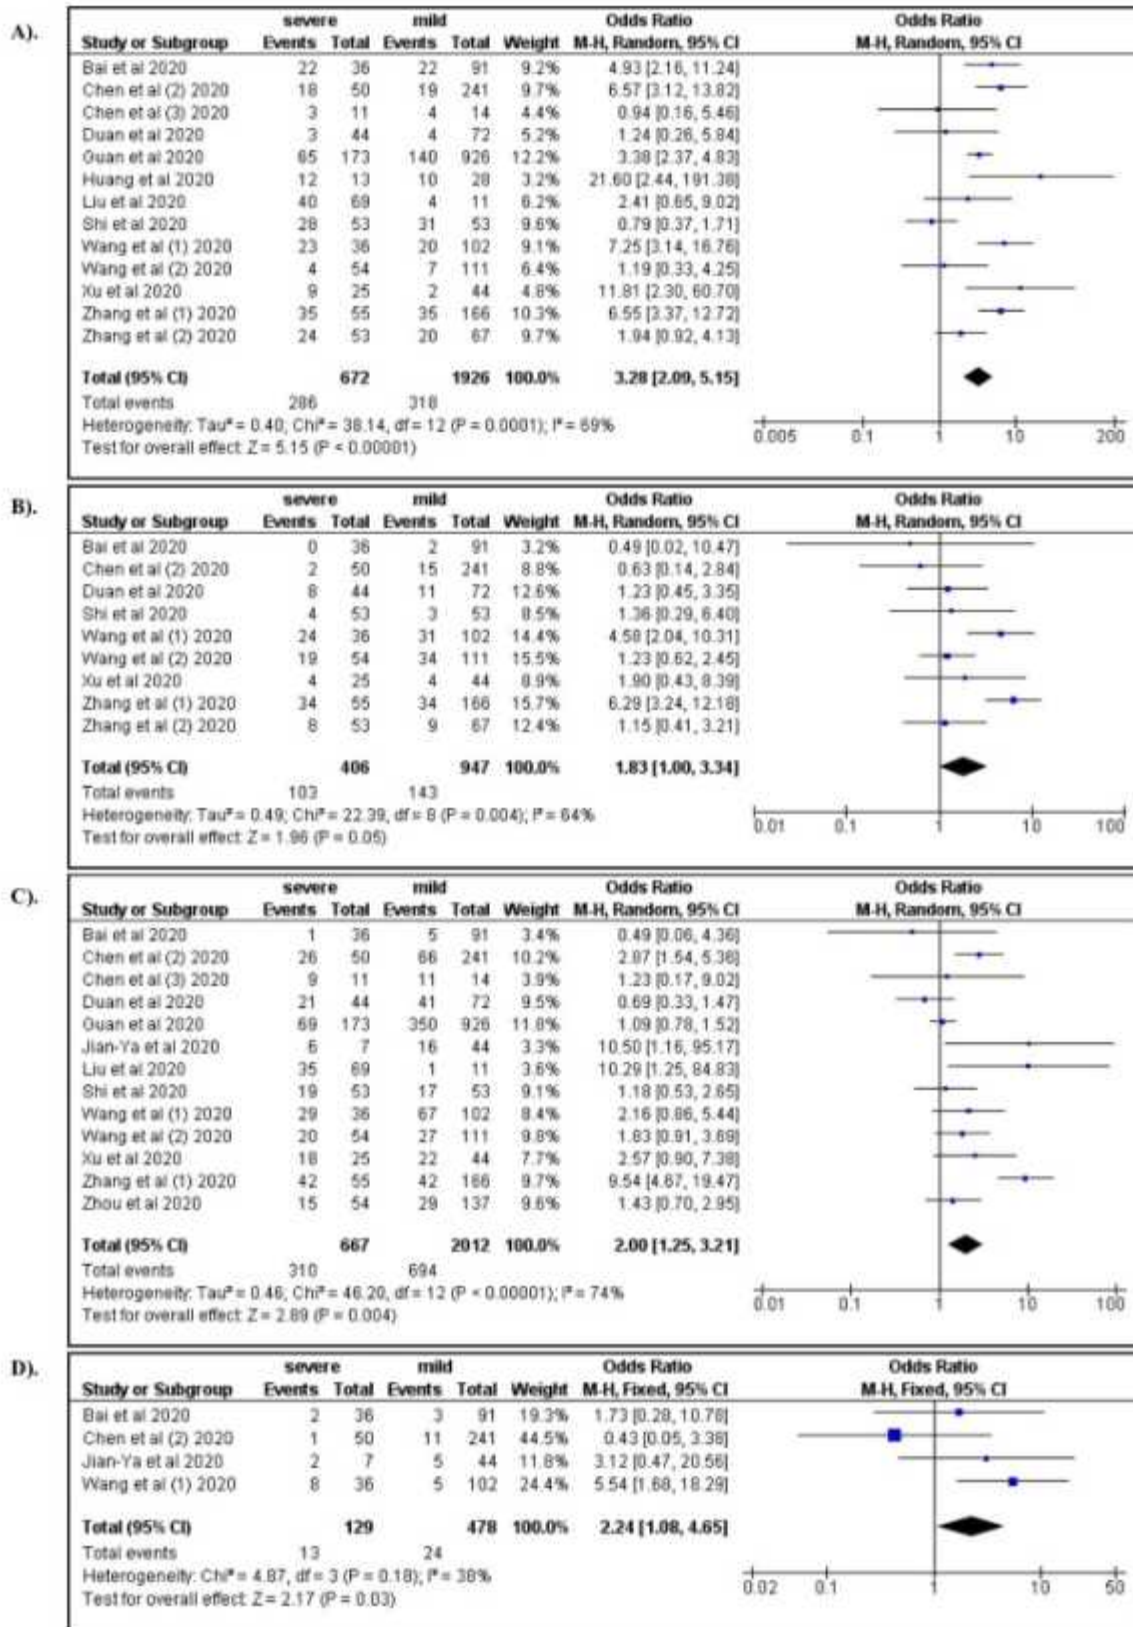 A).
severe mild Odds Ratio Odds Ratio
Study or Subgroup Events Total Events Total Weight M-H, Random, 95% CI M-H, Random, 95% CI
Bai et al 2020 22 36 22 91 9.2% 4.93 [2.16, 11.24]
Chen et al (2) 2020 18 50 19 241 9.7% 6.57 [3.12, 13.82]
Chen et al (3) 2020 3 11 4 14 4.4% 0.94 [0.16, 5.46]
Duan et al 2020 3 44 4 72 5.2% 1.24 [0.26, 5.84]
Guan et al 2020 65 173 140 926 12.2% 3.38 [2.37, 4.83]
Huang et al 2020 12 13 10 28 3.2% 21.60 [2.44, 191.38]
Liu et al 2020 40 69 4 11 6.2% 2.41 [0.65, 9.02]
Shi et al 2020 28 53 31 53 9.6% 0.79 [0.37, 1.71]
Wang et al (1) 2020 23 36 20 102 9.1% 7.25 [3.14, 16.76]
Wang et al (2) 2020 4 54 7 111 6.4% 1.19 [0.33, 4.25]
Xu et al 2020 9 25 2 44 4.8% 11.81 [2.30, 60.70]
Zhang et al (1) 2020 35 55 35 166 10.3% 6.55 [3.37, 12.72]
Zhang et al (2) 2020 24 53 20 67 9.7% 1.94 [0.92, 4.13]
Total (95% CI) 672 1926 100.0% 3.28 [2.09, 5.15]
Total events 286 318
Heterogeneity: Tau² = 0.40; Chi² = 38.14, df = 12 (P = 0.0001); I² = 69%
Test for overall effect: Z = 5.15 (P < 0.00001)
0.005 0.1 1 10 200
B).
severe mild Odds Ratio Odds Ratio
Study or Subgroup Events Total Events Total Weight M-H, Random, 95% CI M-H, Random, 95% CI
Bai et al 2020 0 36 2 91 3.2% 0.49 [0.02, 10.47]
Chen et al (2) 2020 2 50 15 241 8.8% 0.63 [0.14, 2.84]
Duan et al 2020 8 44 11 72 12.6% 1.23 [0.45, 3.35]
Shi et al 2020 4 53 3 53 8.5% 1.36 [0.29, 6.40]
Wang et al (1) 2020 24 36 31 102 14.4% 4.58 [2.04, 10.31]
Wang et al (2) 2020 19 54 34 111 15.5% 1.23 [0.62, 2.45]
Xu et al 2020 4 25 4 44 8.9% 1.90 [0.43, 8.39]
Zhang et al (1) 2020 34 55 34 166 15.7% 6.29 [3.24, 12.18]
Zhang et al (2) 2020 8 53 9 67 12.4% 1.15 [0.41, 3.21]
Total (95% CI) 406 947 100.0% 1.83 [1.00, 3.34]
Total events 103 143
Heterogeneity: Tau² = 0.49; Chi² = 22.39, df = 8 (P = 0.004); I² = 64%
Test for overall effect: Z = 1.96 (P = 0.05)
0.01 0.1 1 10 100
C).
severe mild Odds Ratio Odds Ratio
Study or Subgroup Events Total Events Total Weight M-H, Random, 95% CI M-H, Random, 95% CI
Bai et al 2020 1 36 5 91 3.4% 0.49 [0.06, 4.36]
Chen et al (2) 2020 26 50 66 241 10.2% 2.87 [1.54, 5.36]
Chen et al (3) 2020 9 11 11 14 3.9% 1.23 [0.17, 9.02]
Duan et al 2020 21 44 41 72 9.5% 0.69 [0.33, 1.47]
Guan et al 2020 69 173 350 926 11.8% 1.09 [0.78, 1.52]
Jian-Ya et al 2020 6 7 16 44 3.3% 10.50 [1.16, 95.17]
Liu et al 2020 35 69 1 11 3.6% 10.29 [1.25, 84.83]
Shi et al 2020 19 53 17 53 9.1% 1.18 [0.53, 2.65]
Wang et al (1) 2020 29 36 67 102 8.4% 2.16 [0.86, 5.44]
Wang et al (2) 2020 20 54 27 111 9.8% 1.83 [0.91, 3.69]
Xu et al 2020 18 25 22 44 7.7% 2.57 [0.90, 7.38]
Zhang et al (1) 2020 42 55 42 166 9.7% 9.54 [4.67, 19.47]
Zhou et al 2020 15 54 29 137 9.6% 1.43 [0.70, 2.95]
Total (95% CI) 667 2012 100.0% 2.00 [1.25, 3.21]
Total events 310 694
Heterogeneity: Tau² = 0.46; Chi² = 46.20, df = 12 (P < 0.00001); I² = 74%
Test for overall effect: Z = 2.89 (P = 0.004)
0.01 0.1 1 10 100
D).
severe mild Odds Ratio Odds Ratio
Study or Subgroup Events Total Events Total Weight M-H, Fixed, 95% CI M-H, Fixed, 95% CI
Bai et al 2020 2 36 3 91 19.3% 1.73 [0.28, 10.78]
Chen et al (2) 2020 1 50 11 241 44.5% 0.43 [0.05, 3.38]
Jian-Ya et al 2020 2 7 5 44 11.8% 3.12 [0.47, 20.56]
Wang et al (1) 2020 8 36 5 102 24.4% 5.54 [1.68, 18.29]
Total (95% CI) 129 478 100.0% 2.24 [1.08, 4.65]
Total events 13 24
Heterogeneity: Chi² = 4.87, df = 3 (P = 0.18); I² = 38%
Test for overall effect: Z = 2.17 (P = 0.03)
0.02 0.1 1 10 50